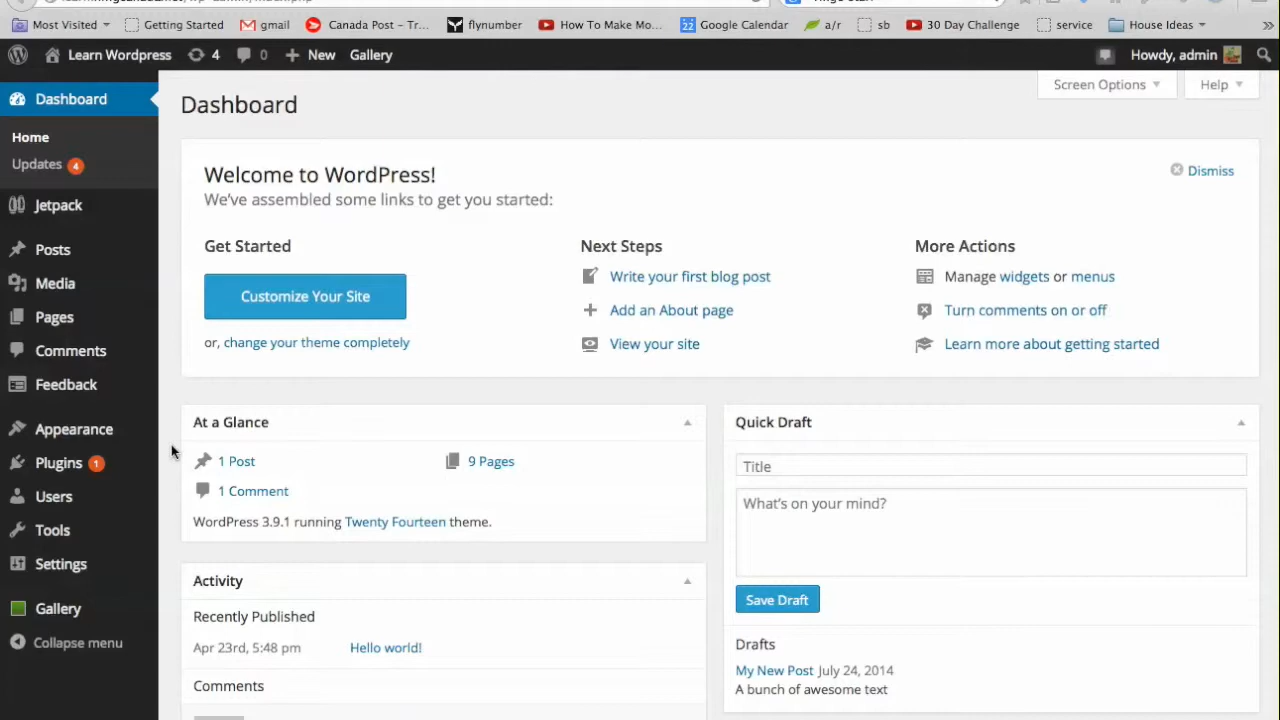 Most Visited
Getting Started
gmail
Canada Post – Tr...
flynumber
How To Make Mo...
22
Google Calendar
a/r
sb
30 Day Challenge
service
House Ideas
»
Learn Wordpress
4
0
New
Gallery
Howdy, admin
Dashboard
Home
Updates 4
Jetpack
Posts
Media
Pages
Comments
Feedback
Appearance
Plugins 1
Users
Tools
Settings
Gallery
Collapse menu
Screen Options
Help
Dashboard
Welcome to WordPress!
We've assembled some links to get you started:
Dismiss
Get Started
Customize Your Site
or, change your theme completely
Next Steps
Write your first blog post
Add an About page
View your site
More Actions
Manage widgets or menus
Turn comments on or off
Learn more about getting started
At a Glance
1 Post
9 Pages
1 Comment
WordPress 3.9.1 running Twenty Fourteen theme.
Activity
Recently Published
Apr 23rd, 5:48 pm
Hello world!
Comments
Quick Draft
Title
What's on your mind?
Save Draft
Drafts
My New Post July 24, 2014
A bunch of awesome text